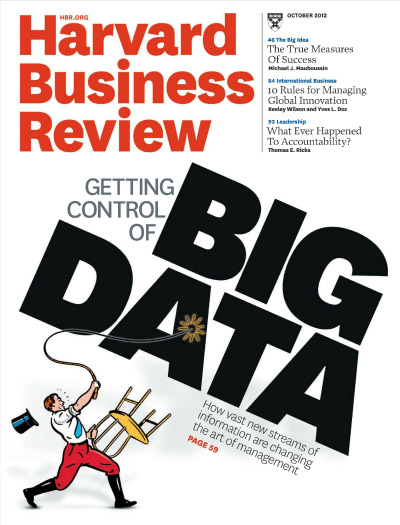 HBR.ORG
Harvard
Business
Review
OCTOBER 2012
46 The Big Idea
The True Measures
Of Success
Michael J. Mauboussin
84 International Business
10 Rules for Managing
Global Innovation
Keeley Wilson and Yves L. Doz
93 Leadership
What Ever Happened
To Accountability?
Thomas E. Ricks
GETTING
CONTROL
OF
BIG
DATA
How vast new streams of
information are changing
the art of management
PAGE 59